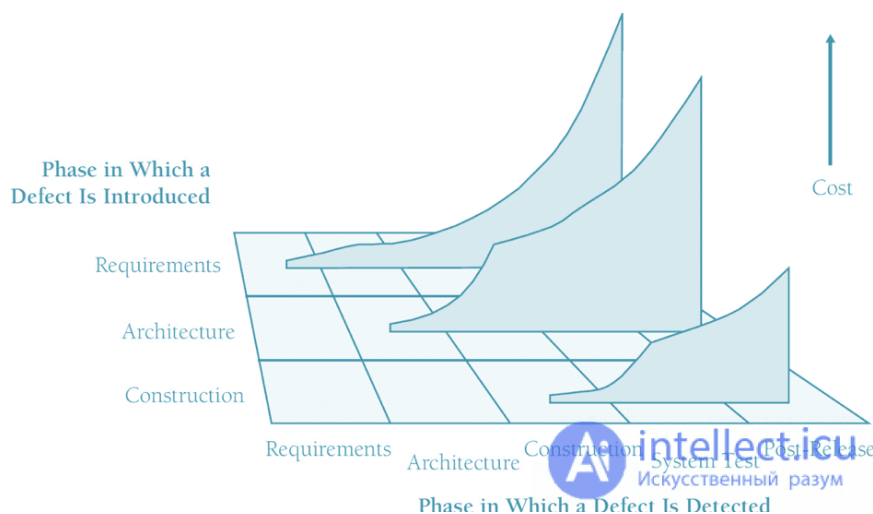 Phase in Which a
Defect Is Introduced
Cost
Requirements
Architecture
Construction
Requirements
Architecture
Construction
System Test
Post-Release
Ai
intellect.icu
Искусственный разум
Phase in Which a Defect Is Detected